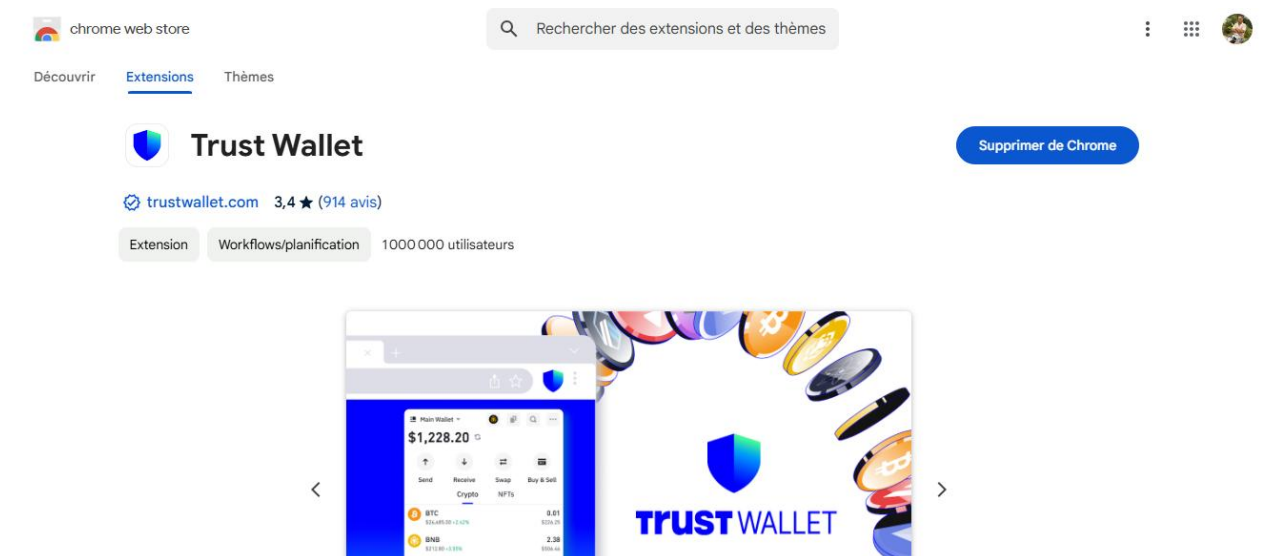 chrome web store
Rechercher des extensions et des thèmes
Découvrir Extensions Thèmes
Trust Wallet
Supprimer de Chrome
trustwallet.com 3,4 ★ (914 avis)
Extension Workflows/planification 1 000 000 utilisateurs
Main Wallet
$1,228.20
Send Receive Swap Buy & Sell
Crypto NFTs
BTC 0.01
BNB 2.38
TRUST WALLET